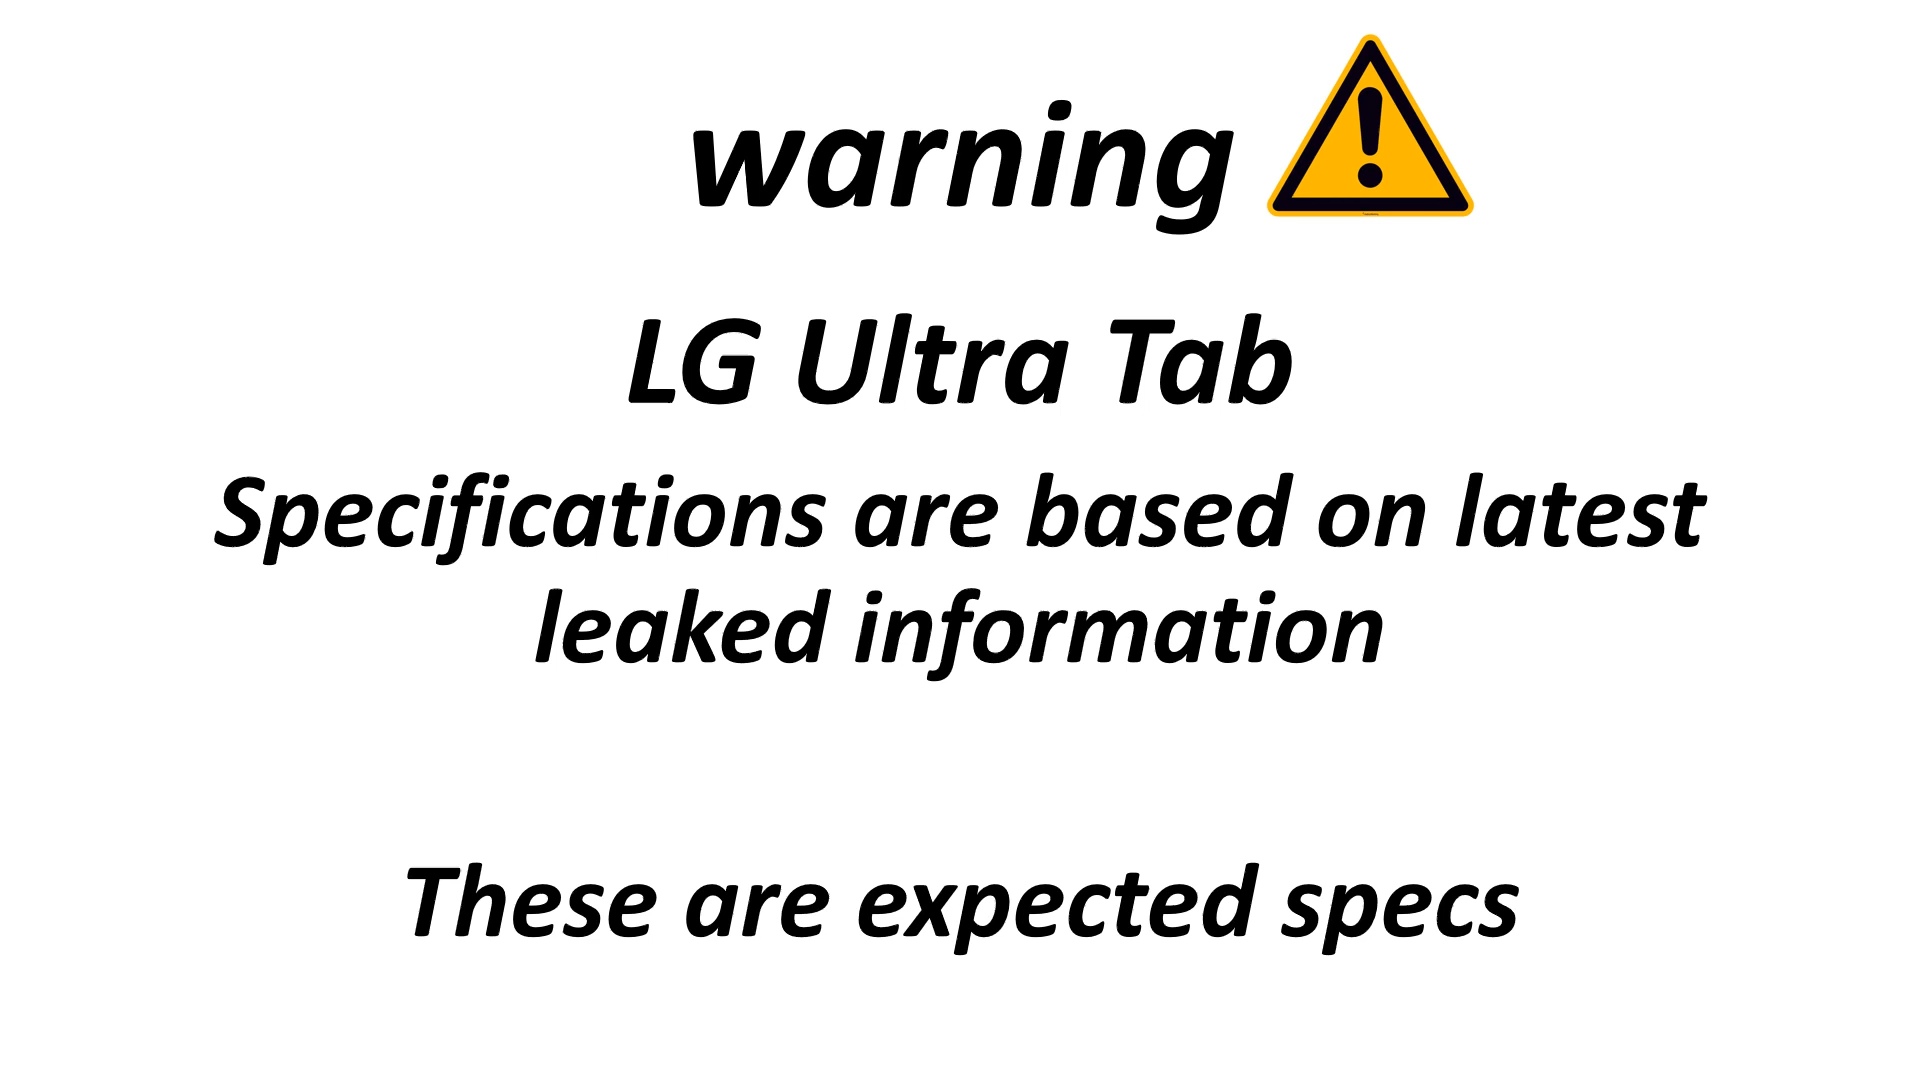 warning
LG Ultra Tab
Specifications are based on latest
leaked information
These are expected specs